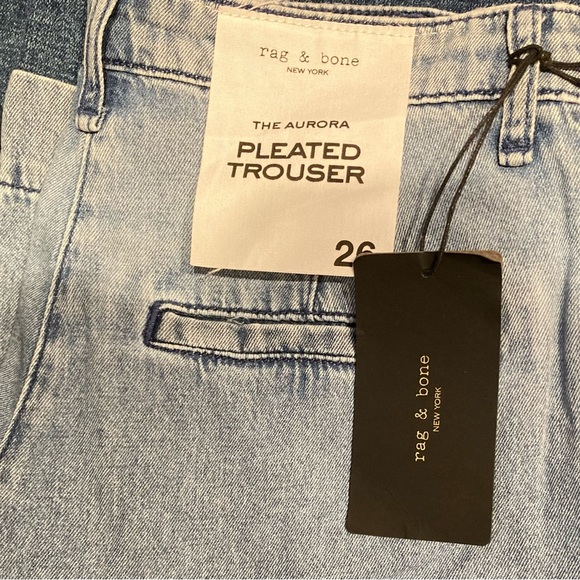 rag & bone
NEW YORK
THE AURORA
PLEATED
TROUSER
26
rag & bone
NEW YORK